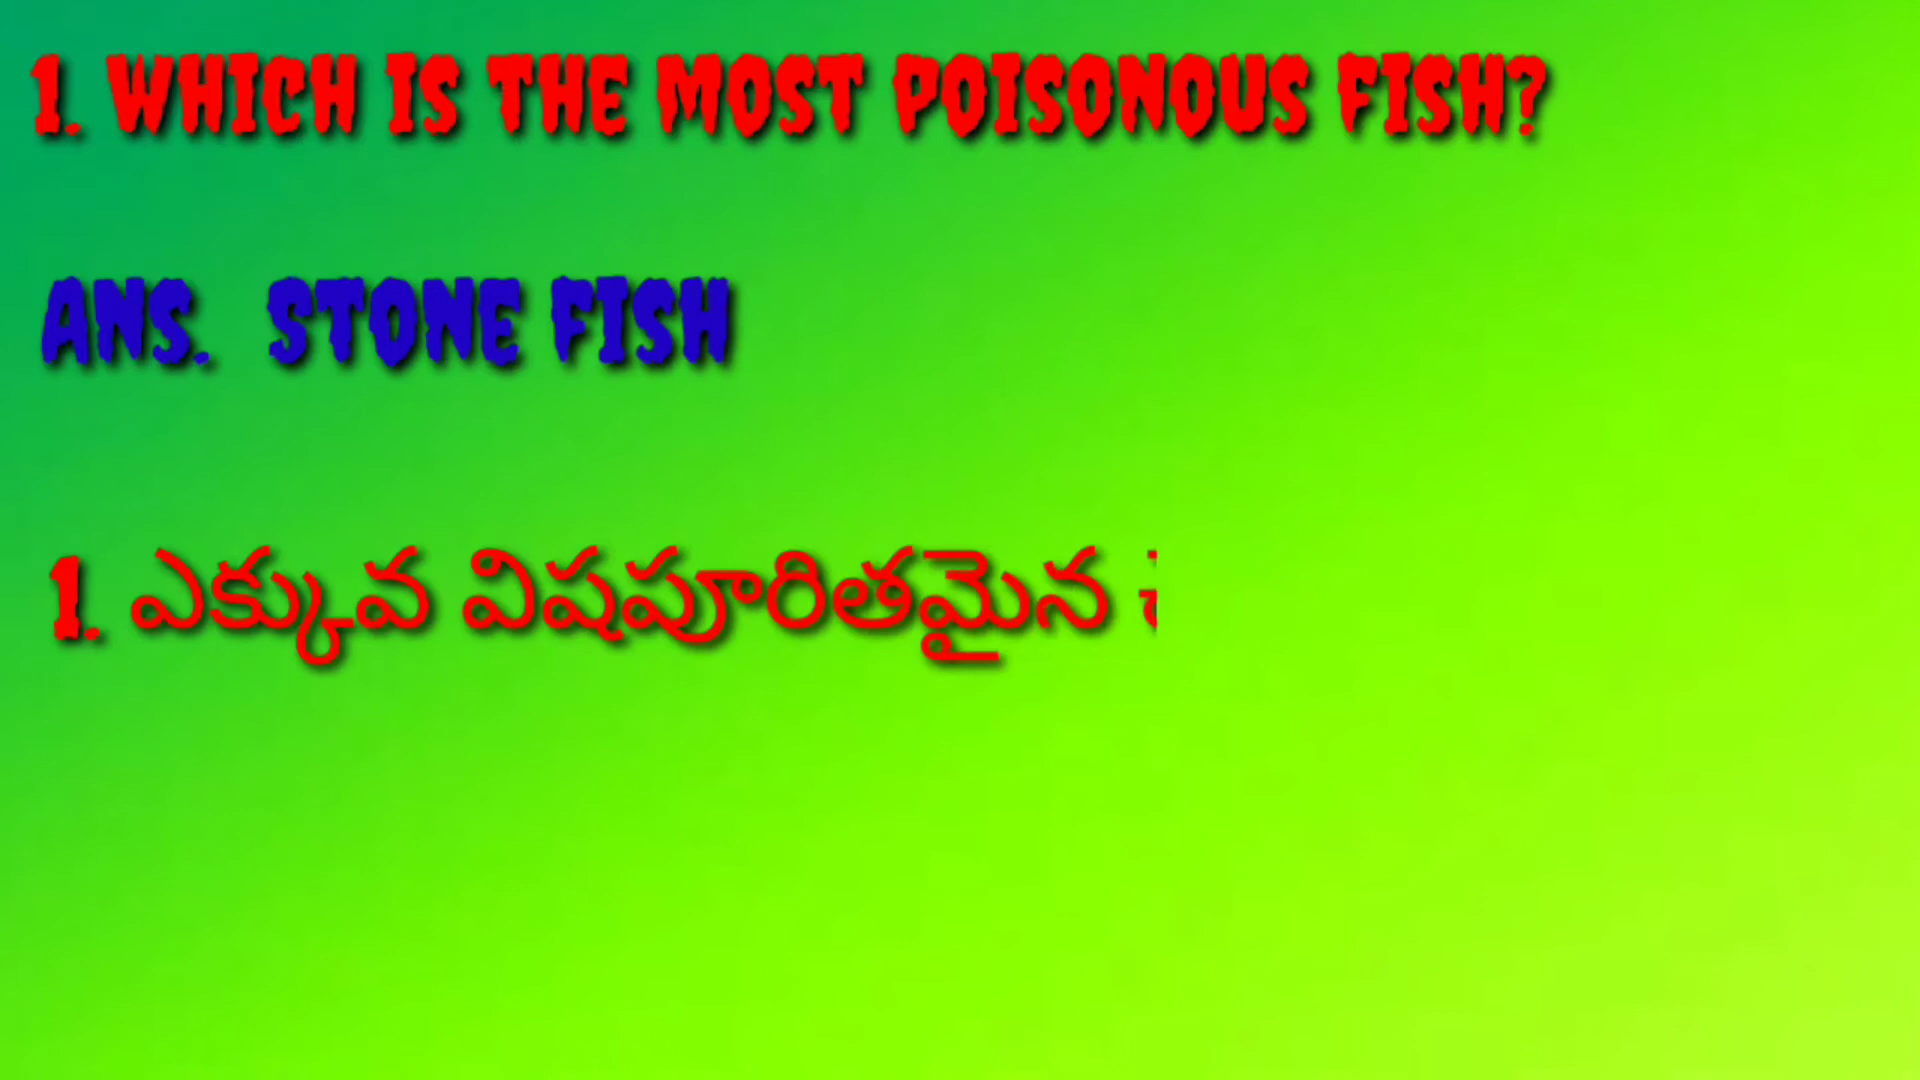 1. WHICH IS THE MOST POISONOUS FISH?
ANS. STONE FISH
1. ఎక్కువ విషపూరితమైన